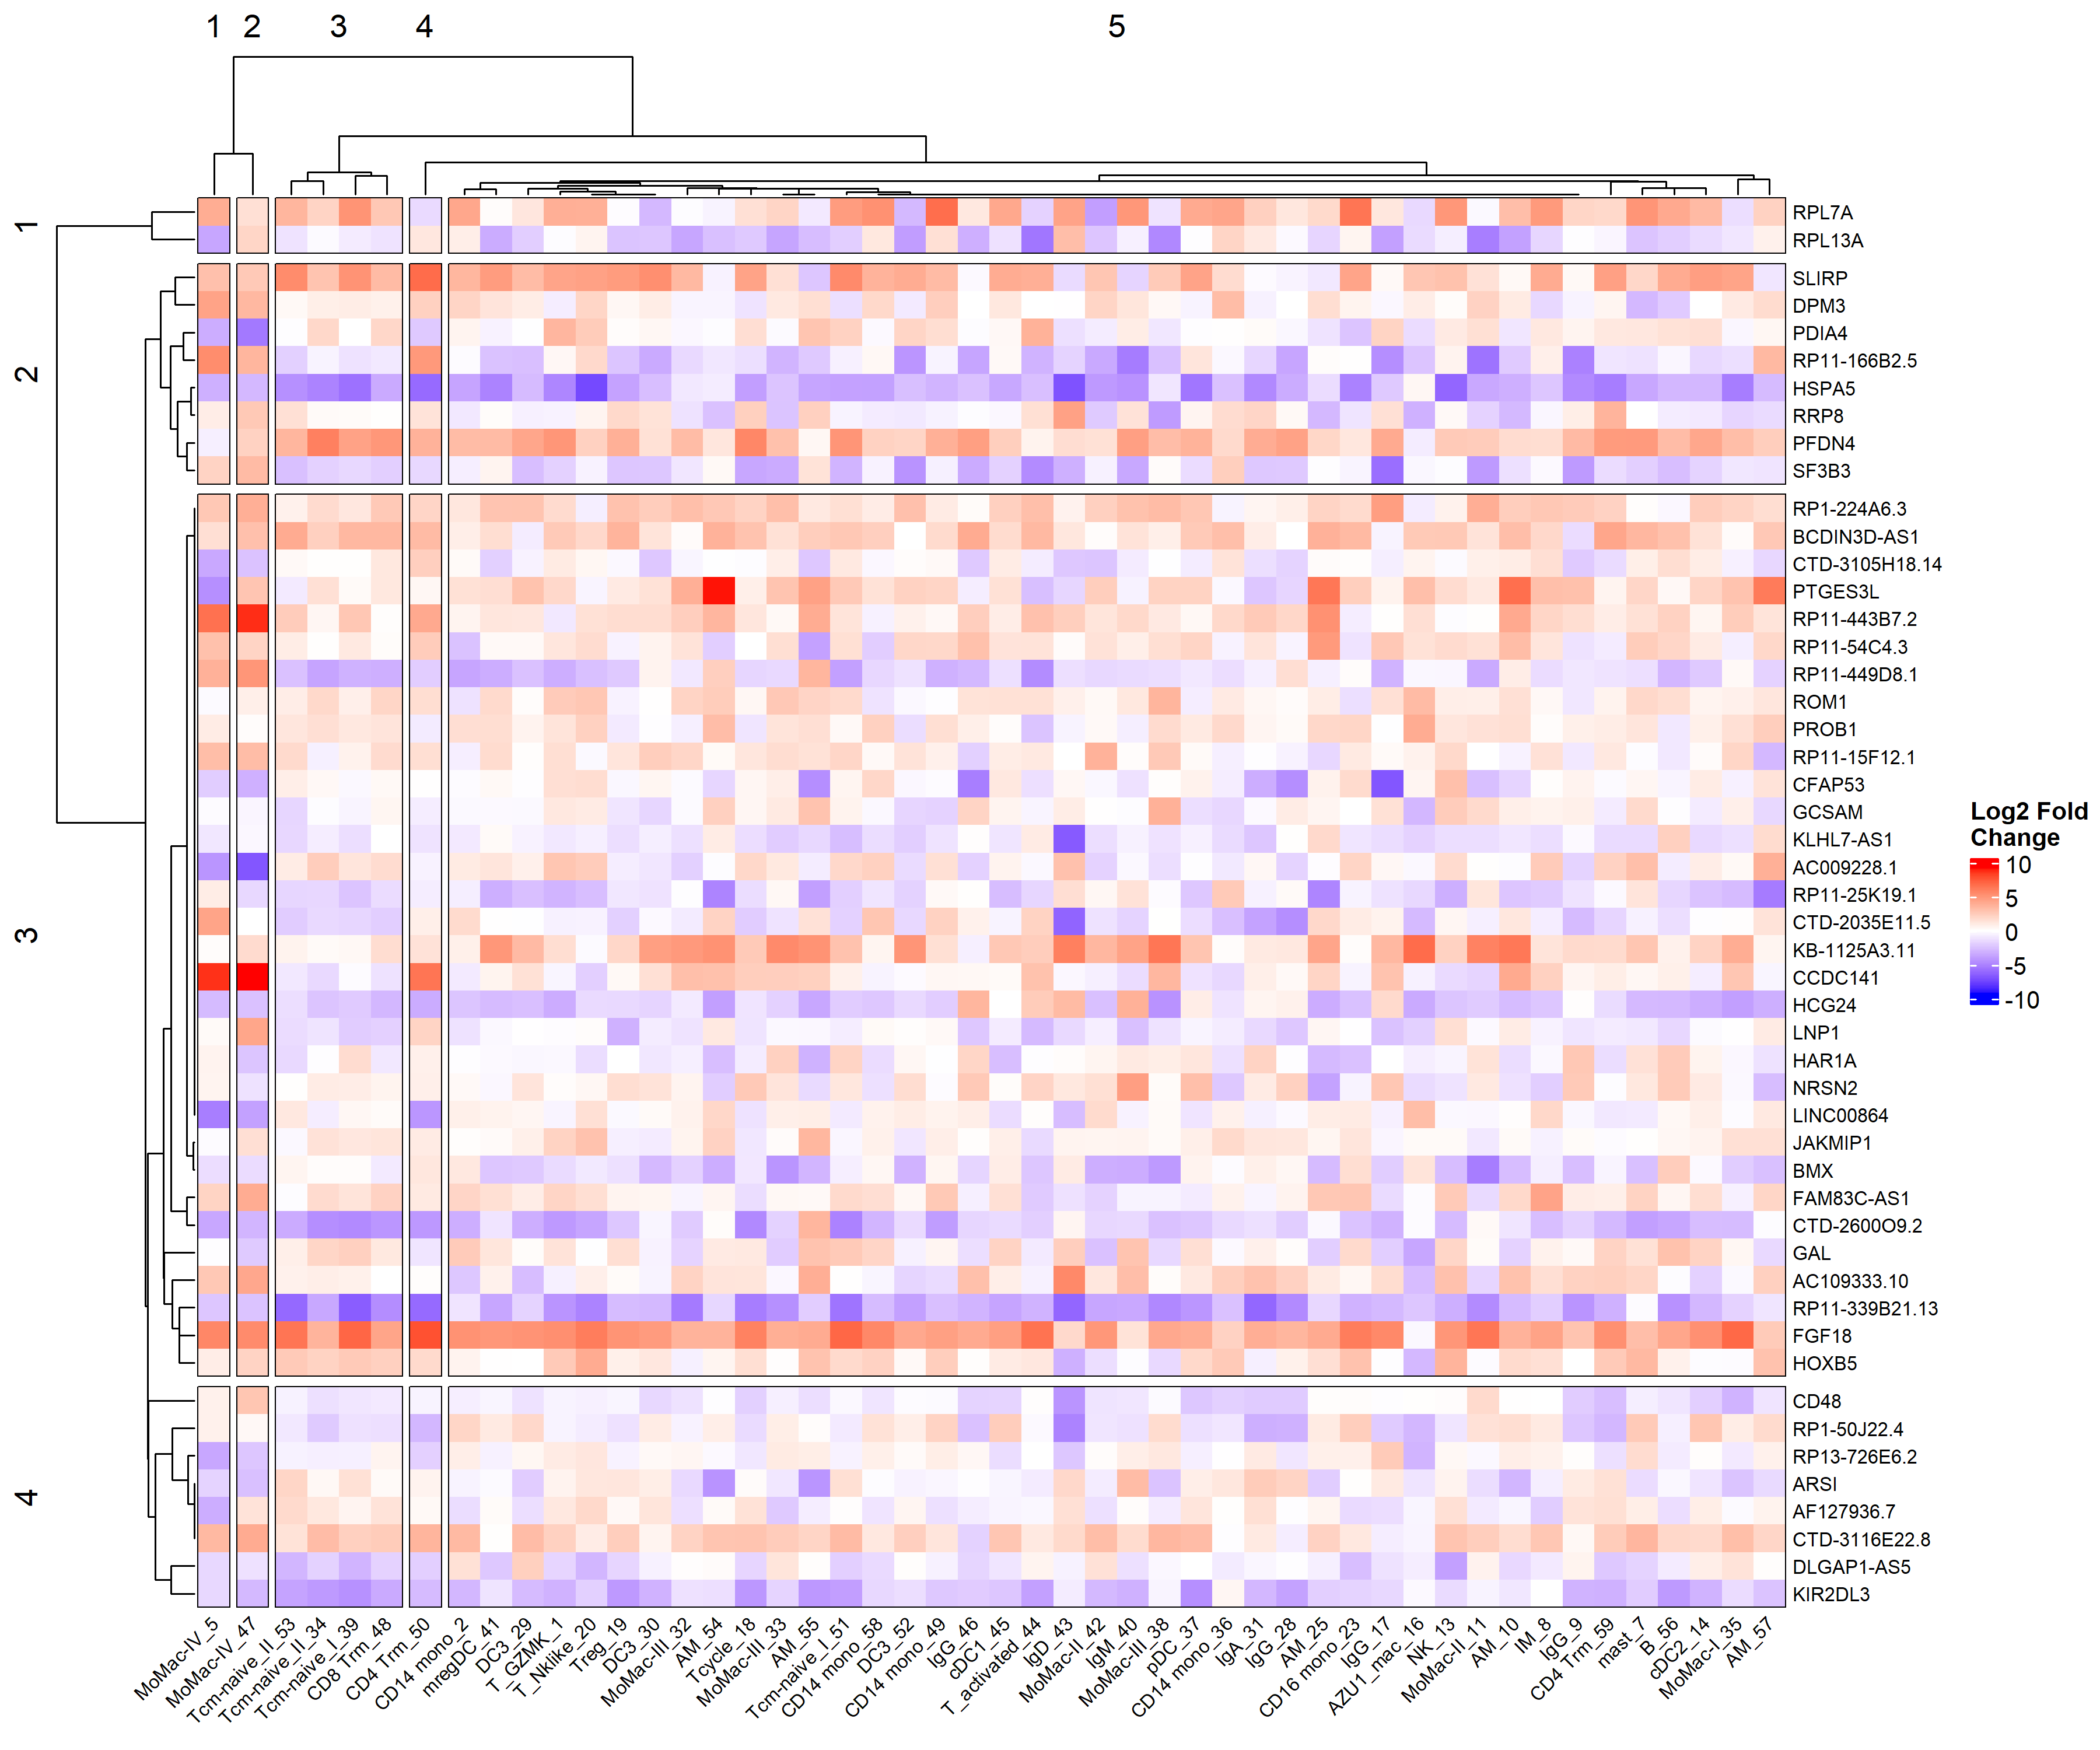 1 2 3 4 5
1
2
3
4
RPL7A
RPL13A
SLIRP
DPM3
PDIA4
RP11-166B2.5
HSPA5
RRP8
PFDN4
SF3B3
RP1-224A6.3
BCDIN3D-AS1
CTD-3105H18.14
PTGES3L
RP11-443B7.2
RP11-54C4.3
RP11-449D8.1
ROM1
PROB1
RP11-15F12.1
CFAP53
GCSAM
KLHL7-AS1
AC009228.1
RP11-25K19.1
CTD-2035E11.5
KB-1125A3.11
CCDC141
HCG24
LNP1
HAR1A
NRSN2
LINC00864
JAKMIP1
BMX
FAM83C-AS1
CTD-2600O9.2
GAL
AC109333.10
RP11-339B21.13
FGF18
HOXB5
CD48
RP1-50J22.4
RP13-726E6.2
ARSI
AF127936.7
CTD-3116E22.8
DLGAP1-AS5
KIR2DL3
Log2 Fold
Change
10
5
0
-5
-10
MoMac-IV_5
MoMac-IV_47
Tcm-naive_II_53
Tcm-naive_II_34
Tcm-naive_I_39
CD8 Trm_48
CD4 Trm_50
CD14 mono_2
mregDC_41
DC3_29
T_GZMK_1
T_Nklike_20
Treg_19
DC3_30
MoMac-III_32
AM_54
Tcycle_18
MoMac-III_33
AM_55
Tcm-naive_I_51
CD14 mono_58
DC3_52
CD14 mono_49
IgG_46
cDC1_45
T_activated_44
IgD_43
MoMac-II_42
IgM_40
MoMac-III_38
pDC_37
CD14 mono_36
IgA_31
IgG_28
AM_25
CD16 mono_23
IgG_17
AZU1_mac_16
NK_13
MoMac-II_11
AM_10
IM_8
IgG_9
CD4 Trm_59
mast_7
B_56
cDC2_14
MoMac-I_35
AM_57